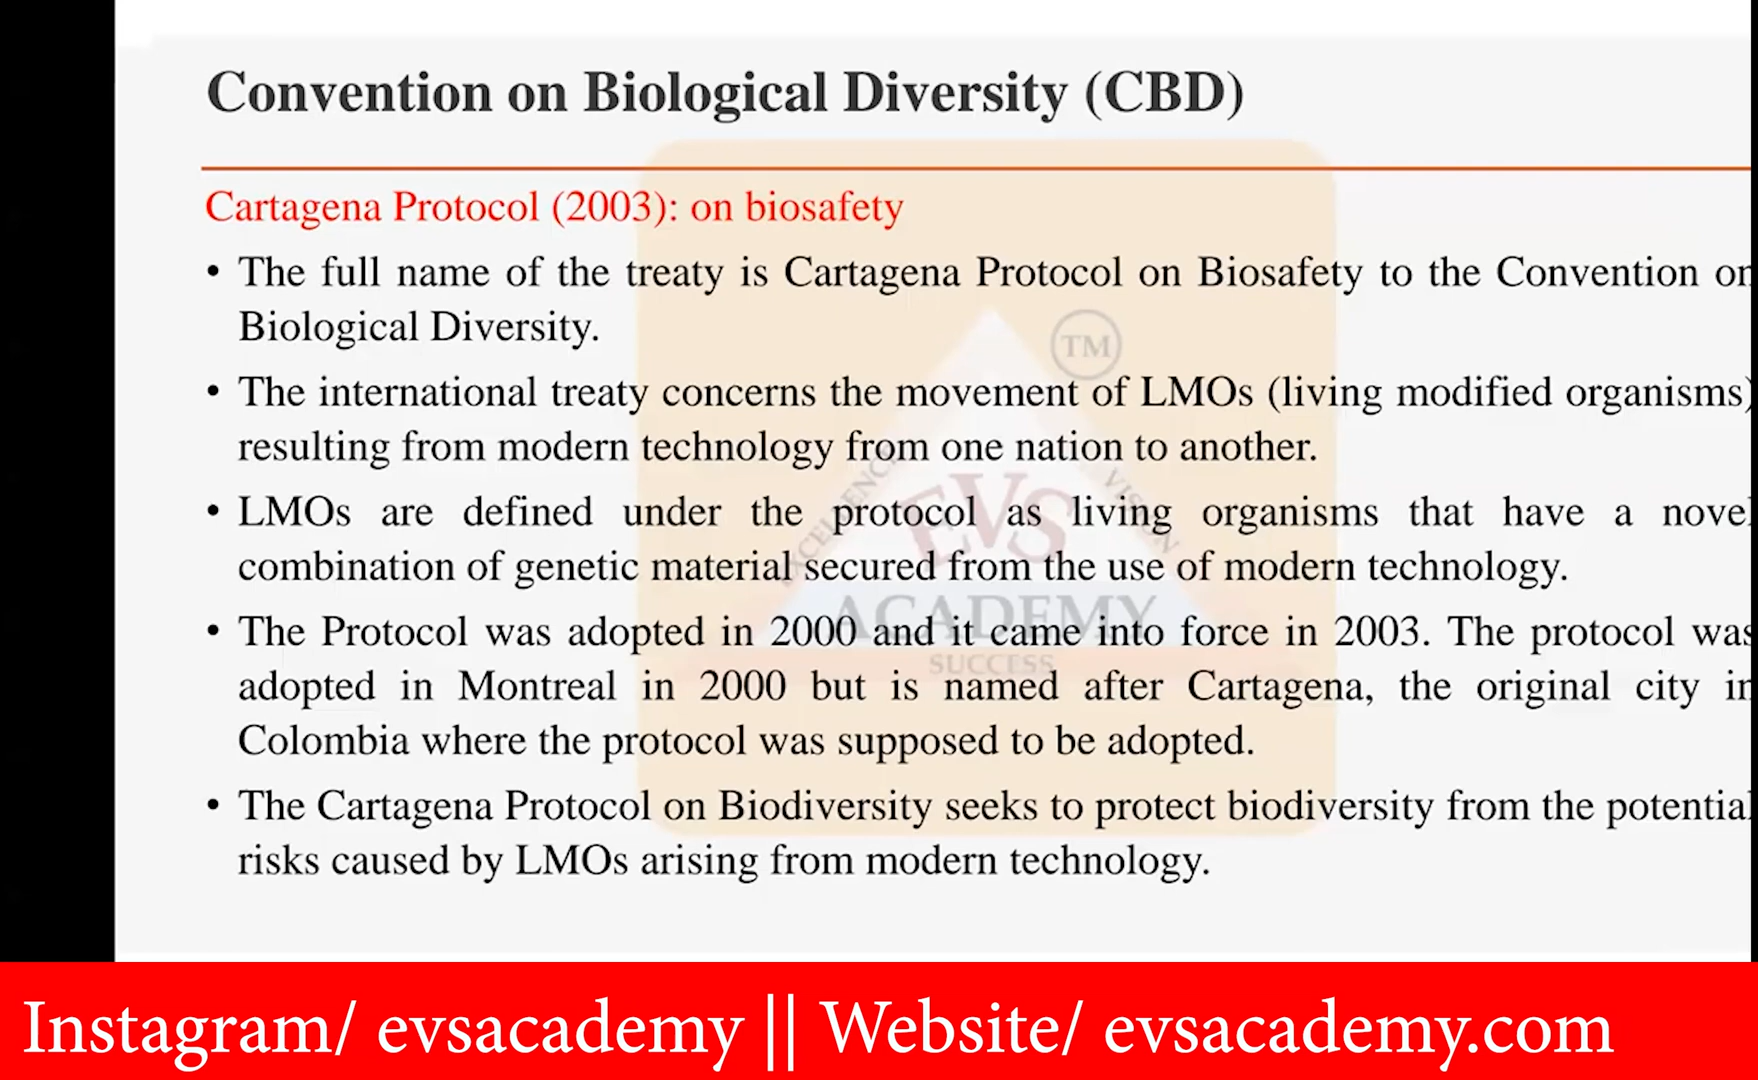 Convention on Biological Diversity (CBD)
Cartagena Protocol (2003): on biosafety
• The full name of the treaty is Cartagena Protocol on Biosafety to the Convention on
Biological Diversity.
• The international treaty concerns the movement of LMOs (living modified organisms)
resulting from modern technology from one nation to another.
• LMOs are defined under the protocol as living organisms that have a novel
combination of genetic material secured from the use of modern technology.
• The Protocol was adopted in 2000 and it came into force in 2003. The protocol was
adopted in Montreal in 2000 but is named after Cartagena, the original city in
Colombia where the protocol was supposed to be adopted.
• The Cartagena Protocol on Biodiversity seeks to protect biodiversity from the potential
risks caused by LMOs arising from modern technology.
TM
EXCELLENCE
VISION
EVS
ACADEMY
SUCCESS
Instagram/ evsacademy || Website/ evsacademy.com